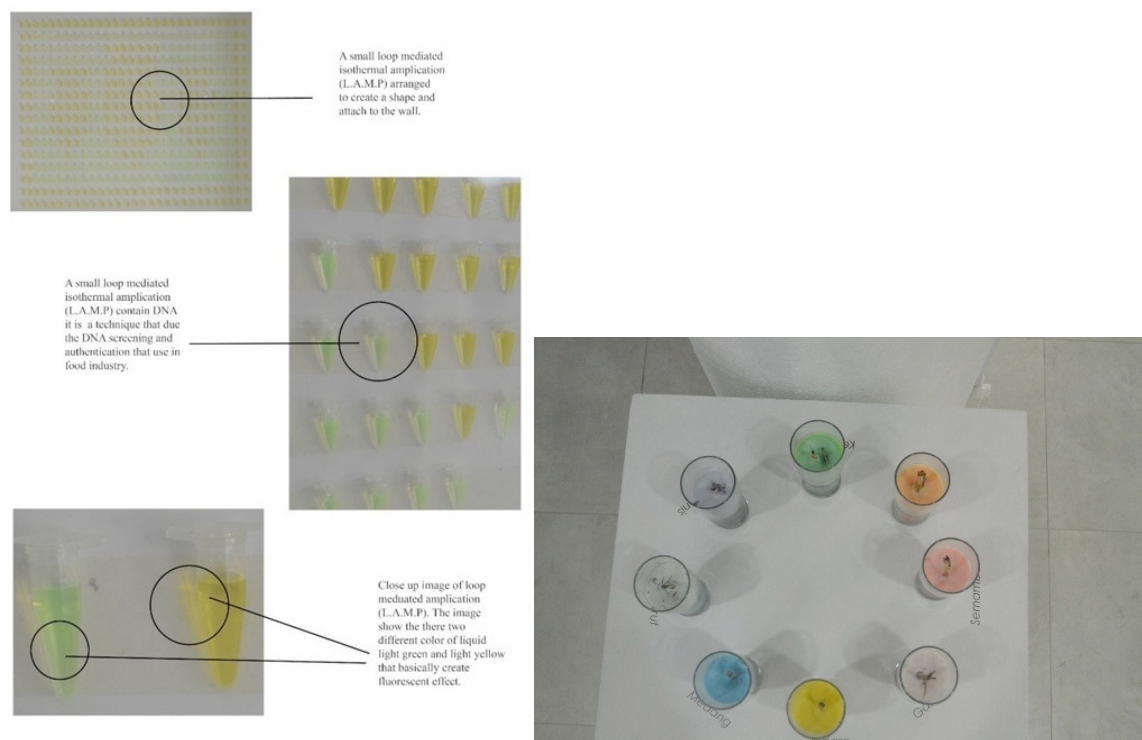 A small loop mediated
isothermal amplication
(L.A.M.P) arranged
to create a shape and
attach to the wall.
A small loop mediated
isothermal amplication
(L.A.M.P) contain DNA
it is a technique that due
the DNA screening and
authentication that use in
food industry.
Close up image of loop
meduated amplication
(L.A.M.P). The image
show the there two
different color of liquid
light green and light yellow
that basically create
fluorescent effect.
Medang